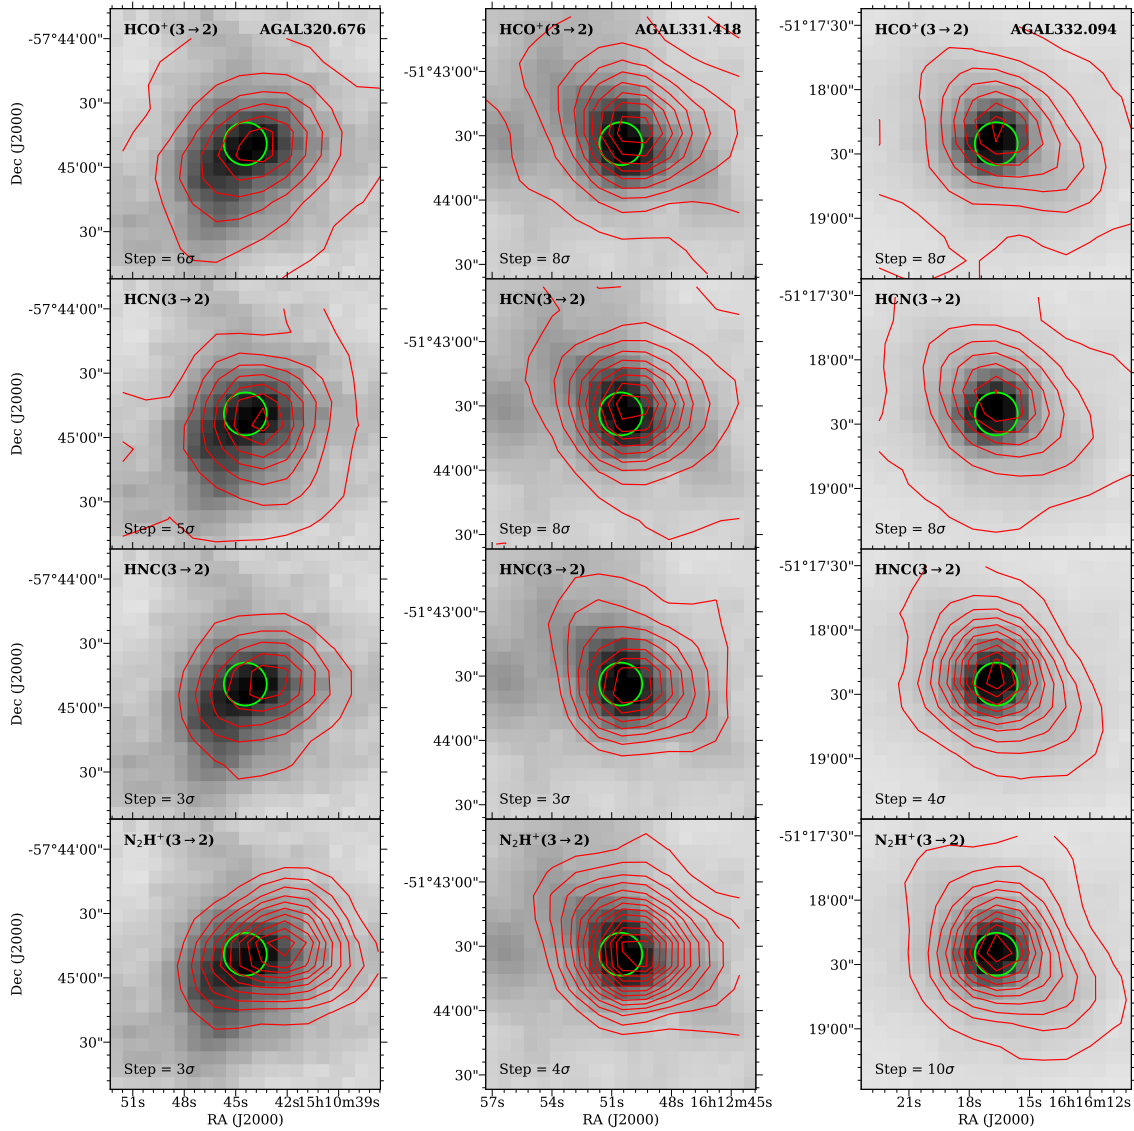 HCO⁺(3→2) AGAL320.676
-57°44'00"
30"
45'00"
30"
Dec (J2000)
Step = 6σ
HCO⁺(3→2) AGAL331.418
-51°43'00"
30"
44'00"
30"
Step = 8σ
HCO⁺(3→2) AGAL332.094
-51°17'30"
18'00"
30"
19'00"
Step = 8σ
HCN(3→2)
-57°44'00"
30"
45'00"
30"
Dec (J2000)
Step = 5σ
HCN(3→2)
-51°43'00"
30"
44'00"
30"
Step = 8σ
HCN(3→2)
-51°17'30"
18'00"
30"
19'00"
Step = 8σ
HNC(3→2)
-57°44'00"
30"
45'00"
30"
Dec (J2000)
Step = 3σ
HNC(3→2)
-51°43'00"
30"
44'00"
30"
Step = 3σ
HNC(3→2)
-51°17'30"
18'00"
30"
19'00"
Step = 4σ
N₂H⁺(3→2)
-57°44'00"
30"
45'00"
30"
Dec (J2000)
Step = 3σ
51s 48s 45s 42s 15h10m39s
RA (J2000)
N₂H⁺(3→2)
-51°43'00"
30"
44'00"
30"
Step = 4σ
57s 54s 51s 48s 16h12m45s
RA (J2000)
N₂H⁺(3→2)
-51°17'30"
18'00"
30"
19'00"
Step = 10σ
21s 18s 15s 16h16m12s
RA (J2000)